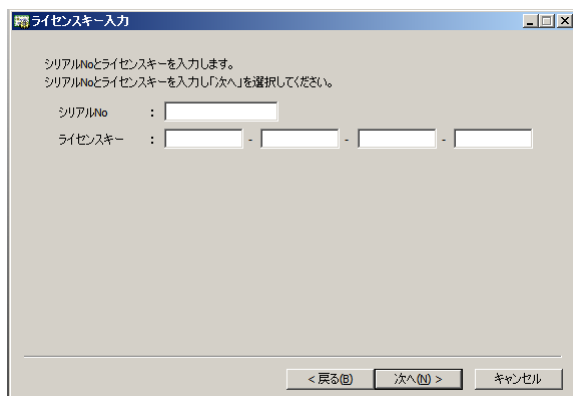 ライセンスキー入力
シリアルNoとライセンスキーを入力します。
シリアルNoとライセンスキーを入力し「次へ」を選択してください。
シリアルNo :
ライセンスキー : - - -
< 戻る(B) 次へ(N) > キャンセル